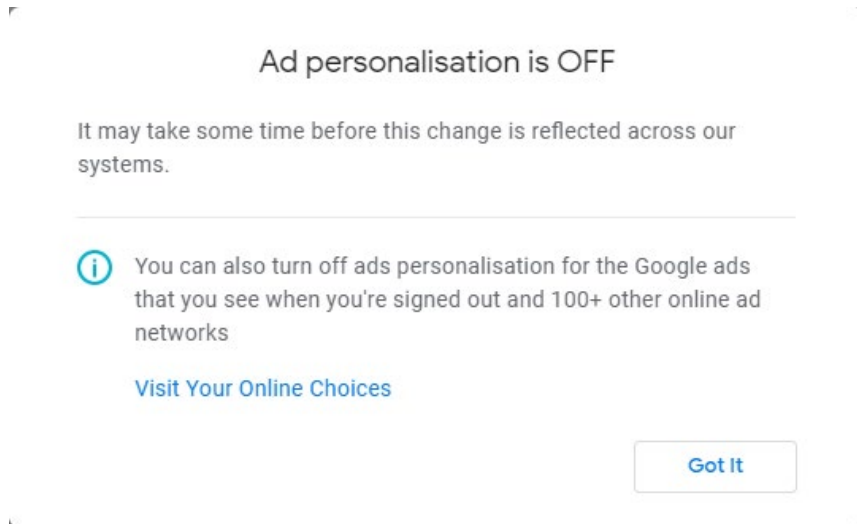 Ad personalisation is OFF
It may take some time before this change is reflected across our
systems.
You can also turn off ads personalisation for the Google ads
that you see when you're signed out and 100+ other online ad
networks
Visit Your Online Choices
Got It